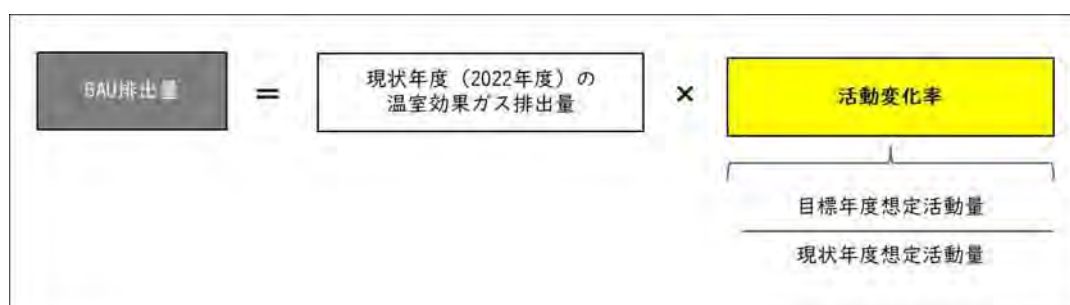 BAU排出量
＝
現状年度（2022年度）の
温室効果ガス排出量
×
活動変化率
目標年度想定活動量
現状年度想定活動量